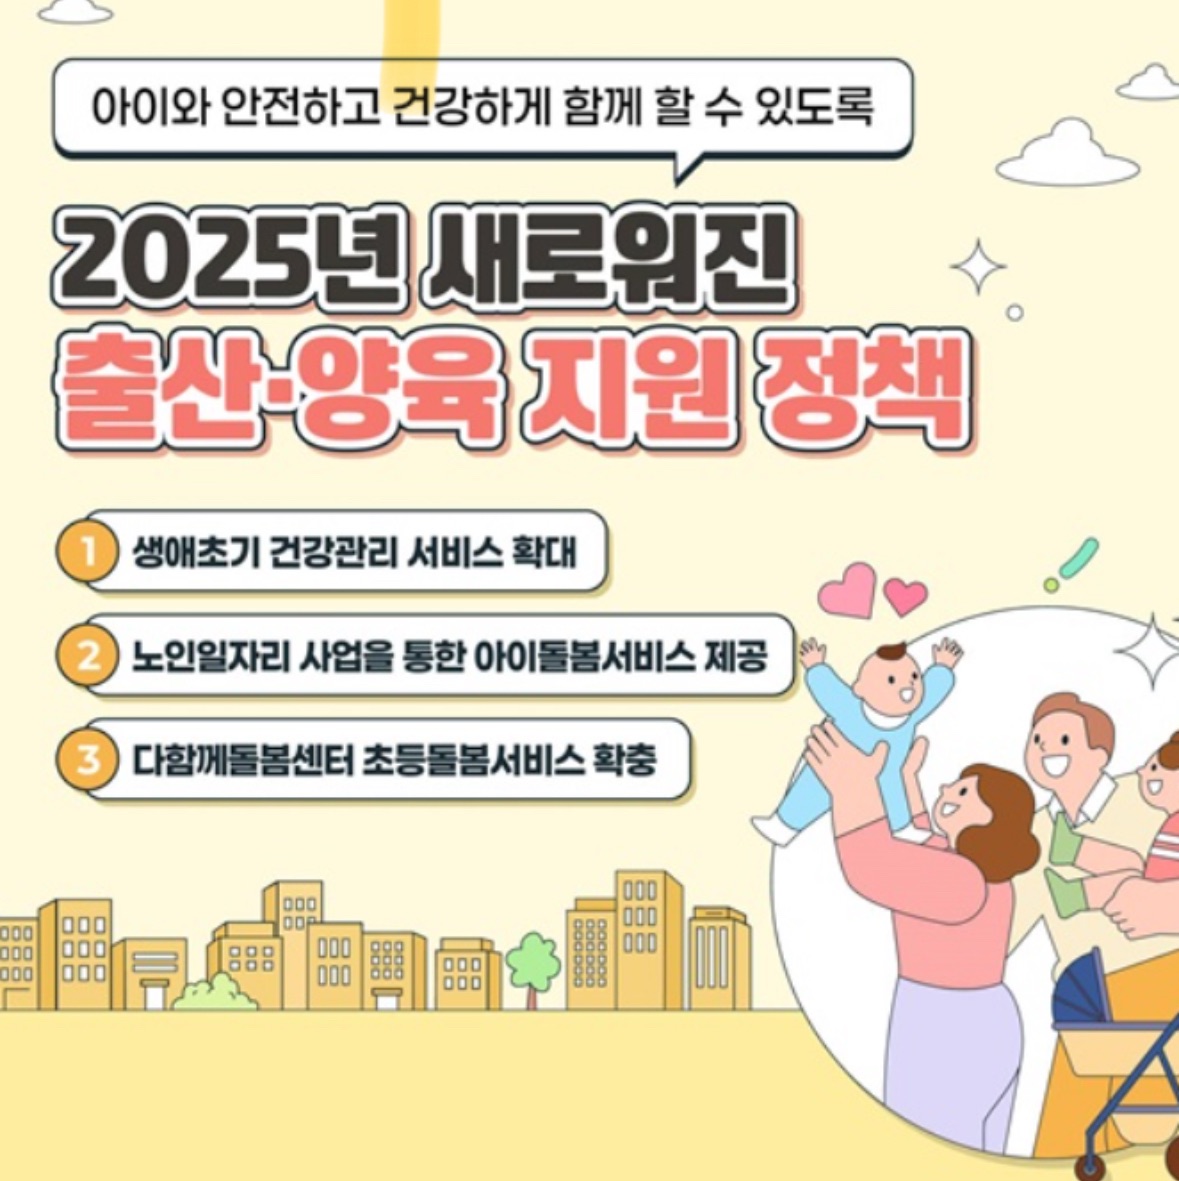 아이와 안전하고 건강하게 함께 할 수 있도록
2025년 새로워진
출산·양육 지원 정책
1 생애초기 건강관리 서비스 확대
2 노인일자리 사업을 통한 아이돌봄서비스 제공
3 다함께돌봄센터 초등돌봄서비스 확충